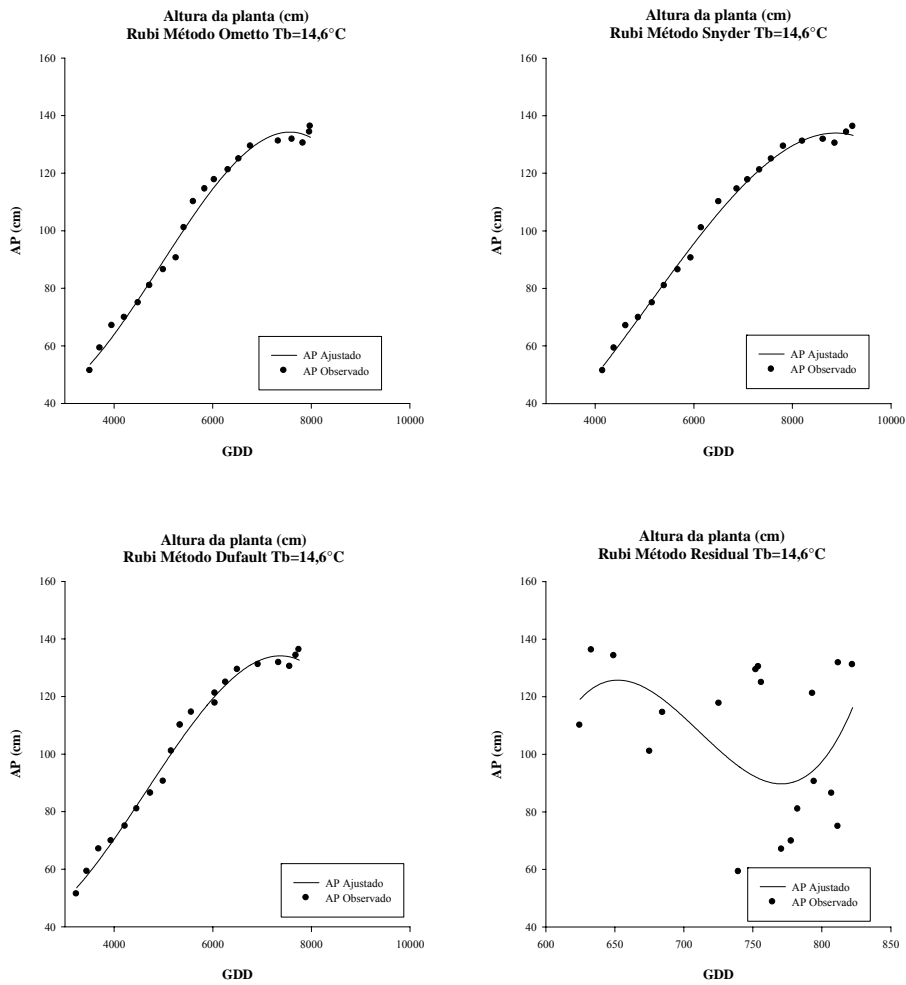 Altura da planta (cm)
Rubi Método Ometto Tb=14,6°C
AP (cm)
160
140
120
100
80
60
40
4000
6000
8000
10000
GDD
AP Ajustado
AP Observado
Altura da planta (cm)
Rubi Método Snyder Tb=14,6°C
AP (cm)
160
140
120
100
80
60
40
4000
6000
8000
10000
GDD
AP Ajustado
AP Observado
Altura da planta (cm)
Rubi Método Dufault Tb=14,6°C
AP (cm)
160
140
120
100
80
60
40
4000
6000
8000
10000
GDD
AP Ajustado
AP Observado
Altura da planta (cm)
Rubi Método Residual Tb=14,6°C
AP (cm)
160
140
120
100
80
60
40
600
650
700
750
800
850
GDD
AP Ajustado
AP Observado